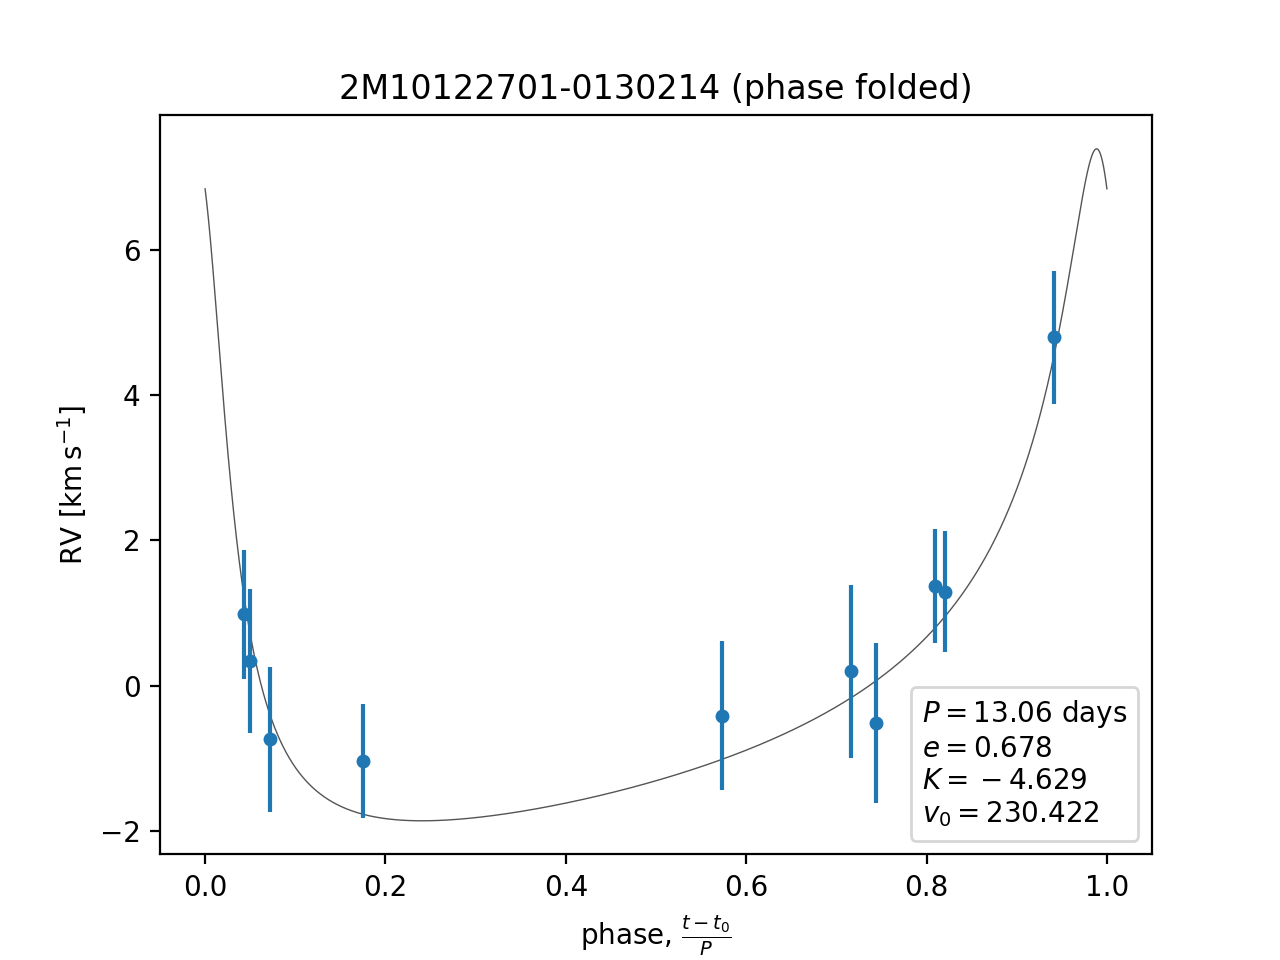 2M10122701-0130214 (phase folded)
RV [km s⁻¹]
6
4
2
0
−2
P = 13.06 days
e = 0.678
K = −4.629
v₀ = 230.422
0.0 0.2 0.4 0.6 0.8 1.0
phase, (t − t₀)/P